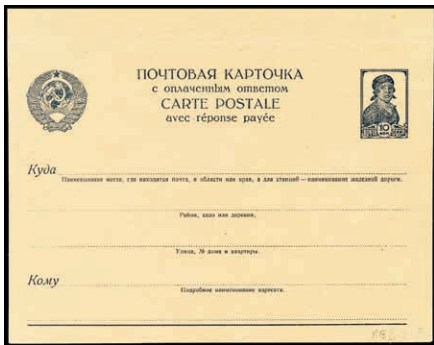 ПОЧТОВАЯ КАРТОЧКА
с оплаченным ответом
CARTE POSTALE
avec réponse payée
10
КОП.
Куда
Наименование места, где находится почта, и области или края, а для станций—наименование железной дороги.
Район, село или деревня.
Улица, № дома и квартиры.
Кому
Подробное наименование адресата.